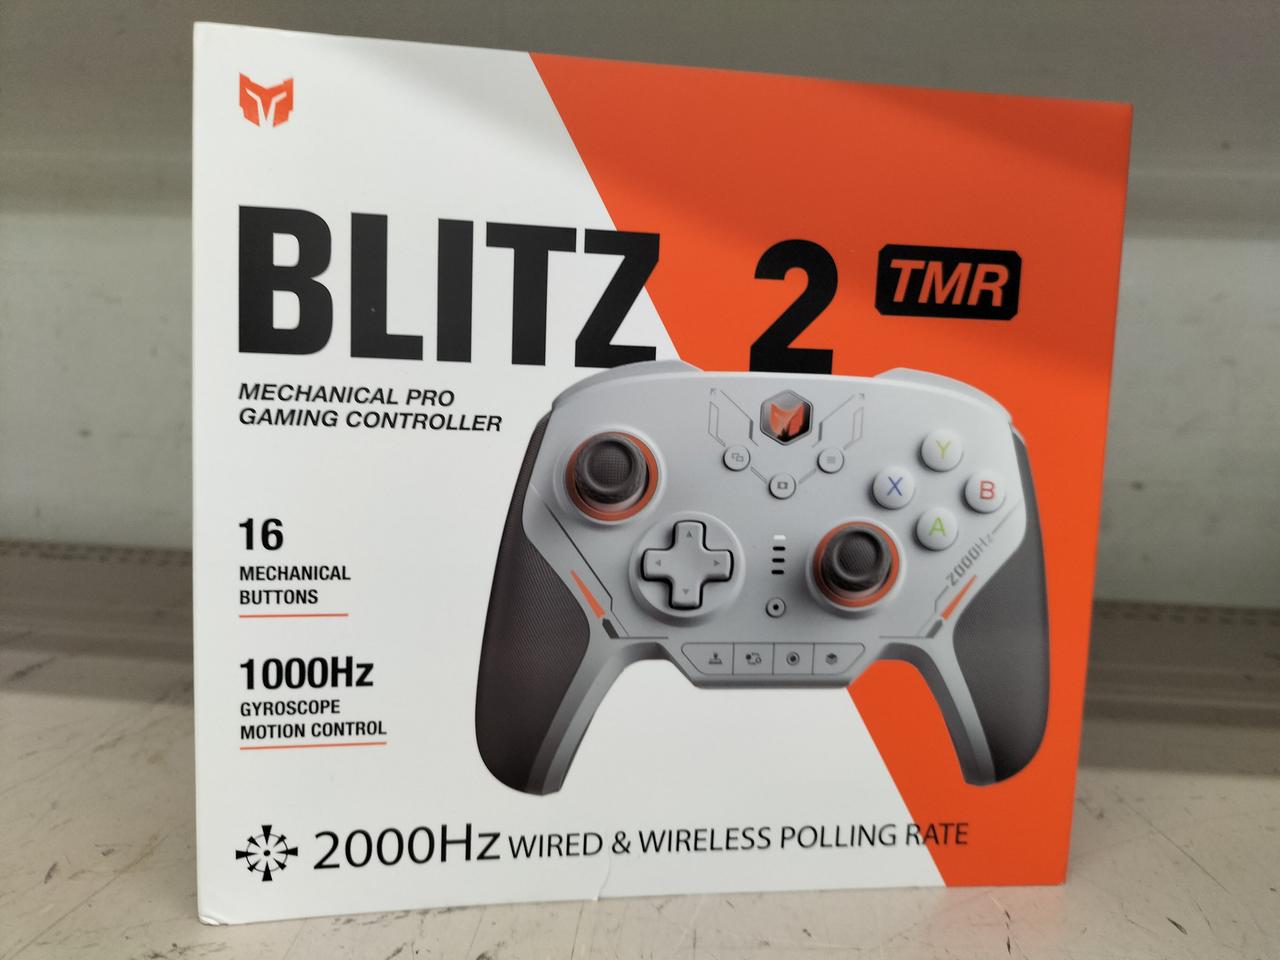 BLITZ 2 TMR
MECHANICAL PRO
GAMING CONTROLLER
Y
X
B
A
2000Hz
16
MECHANICAL
BUTTONS
1000Hz
GYROSCOPE
MOTION CONTROL
2000Hz WIRED & WIRELESS POLLING RATE